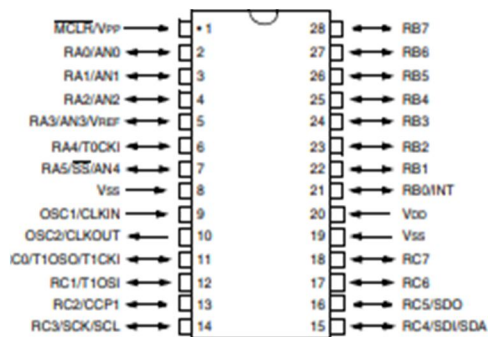 MCLR/VPP 1 28 RB7
RA0/AN0 2 27 RB6
RA1/AN1 3 26 RB5
RA2/AN2 4 25 RB4
RA3/AN3/VREF 5 24 RB3
RA4/T0CKI 6 23 RB2
RA5/SS/AN4 7 22 RB1
VSS 8 21 RB0/INT
OSC1/CLKIN 9 20 VDD
OSC2/CLKOUT 10 19 VSS
C0/T1OSO/T1CKI 11 18 RC7
RC1/T1OSI 12 17 RC6
RC2/CCP1 13 16 RC5/SDO
RC3/SCK/SCL 14 15 RC4/SDI/SDA